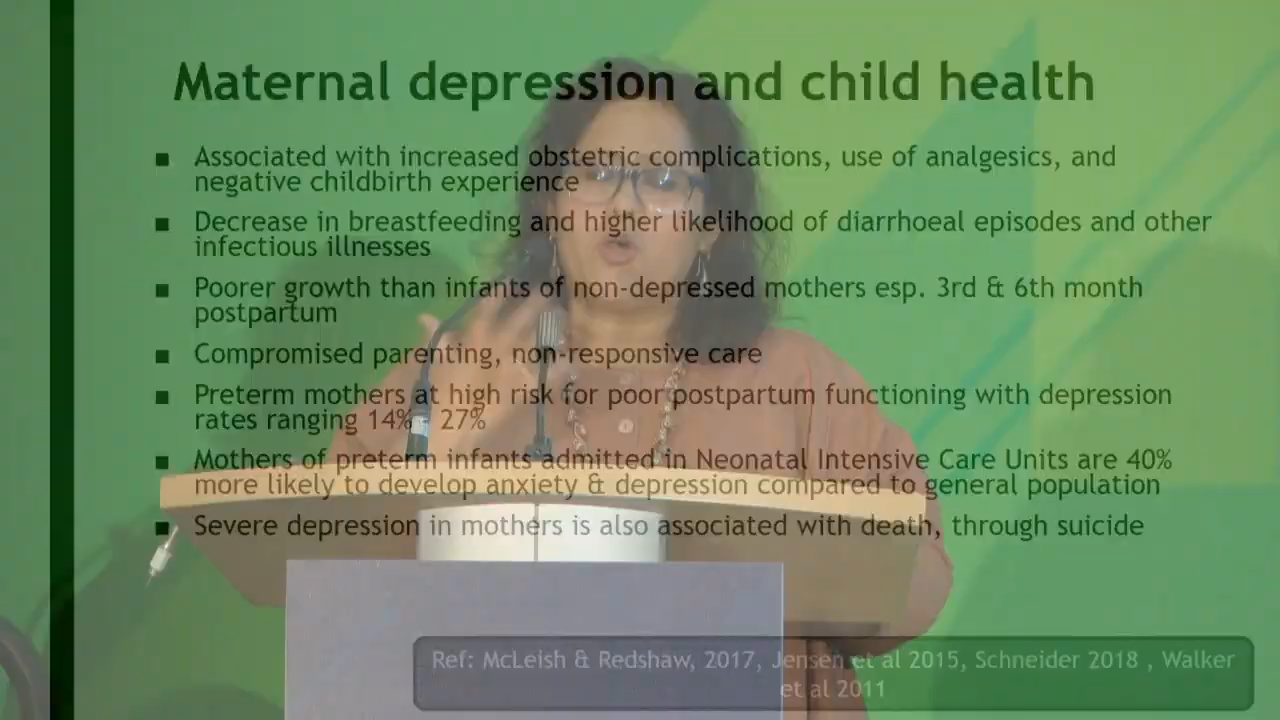 Maternal depression and child health
▪ Associated with increased obstetric complications, use of analgesics, and
negative childbirth experience
▪ Decrease in breastfeeding and higher likelihood of diarrhoeal episodes and other
infectious illnesses
▪ Poorer growth than infants of non-depressed mothers esp. 3rd & 6th month
postpartum
▪ Compromised parenting, non-responsive care
▪ Preterm mothers at high risk for poor postpartum functioning with depression
rates ranging 14% - 27%
▪ Mothers of preterm infants admitted in Neonatal Intensive Care Units are 40%
more likely to develop anxiety & depression compared to general population
▪ Severe depression in mothers is also associated with death, through suicide
Ref: McLeish & Redshaw, 2017, Jensen et al 2015, Schneider 2018 , Walker
et al 2011